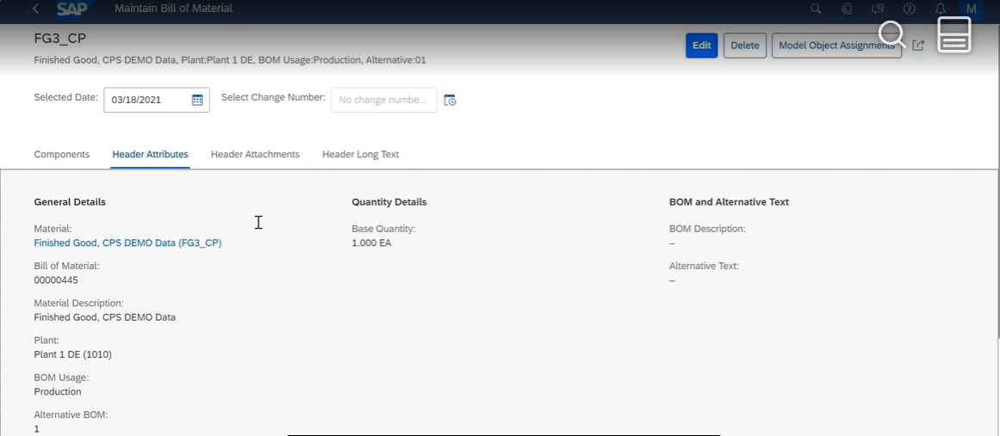 SAP Maintain Bill of Material M
FG3_CP
Edit Delete Model Object Assignments
Finished Good, CPS DEMO Data, Plant:Plant 1 DE, BOM Usage:Production, Alternative:01
Selected Date: 03/18/2021 Select Change Number: No change numbe...
Components Header Attributes Header Attachments Header Long Text
General Details Quantity Details BOM and Alternative Text
Material: Base Quantity: BOM Description:
Finished Good, CPS DEMO Data (FG3_CP) 1.000 EA –
Bill of Material: Alternative Text:
00000445 –
Material Description:
Finished Good, CPS DEMO Data
Plant:
Plant 1 DE (1010)
BOM Usage:
Production
Alternative BOM:
1